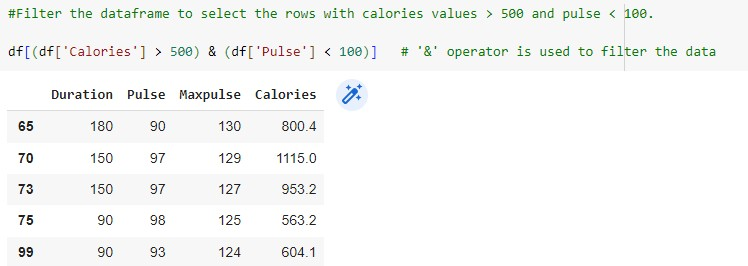 #Filter the dataframe to select the rows with calories values > 500 and pulse < 100.
df[(df['Calories'] > 500) & (df['Pulse'] < 100)]   # '&' operator is used to filter the data
Duration Pulse Maxpulse Calories
65 180 90 130 800.4
70 150 97 129 1115.0
73 150 97 127 953.2
75 90 98 125 563.2
99 90 93 124 604.1